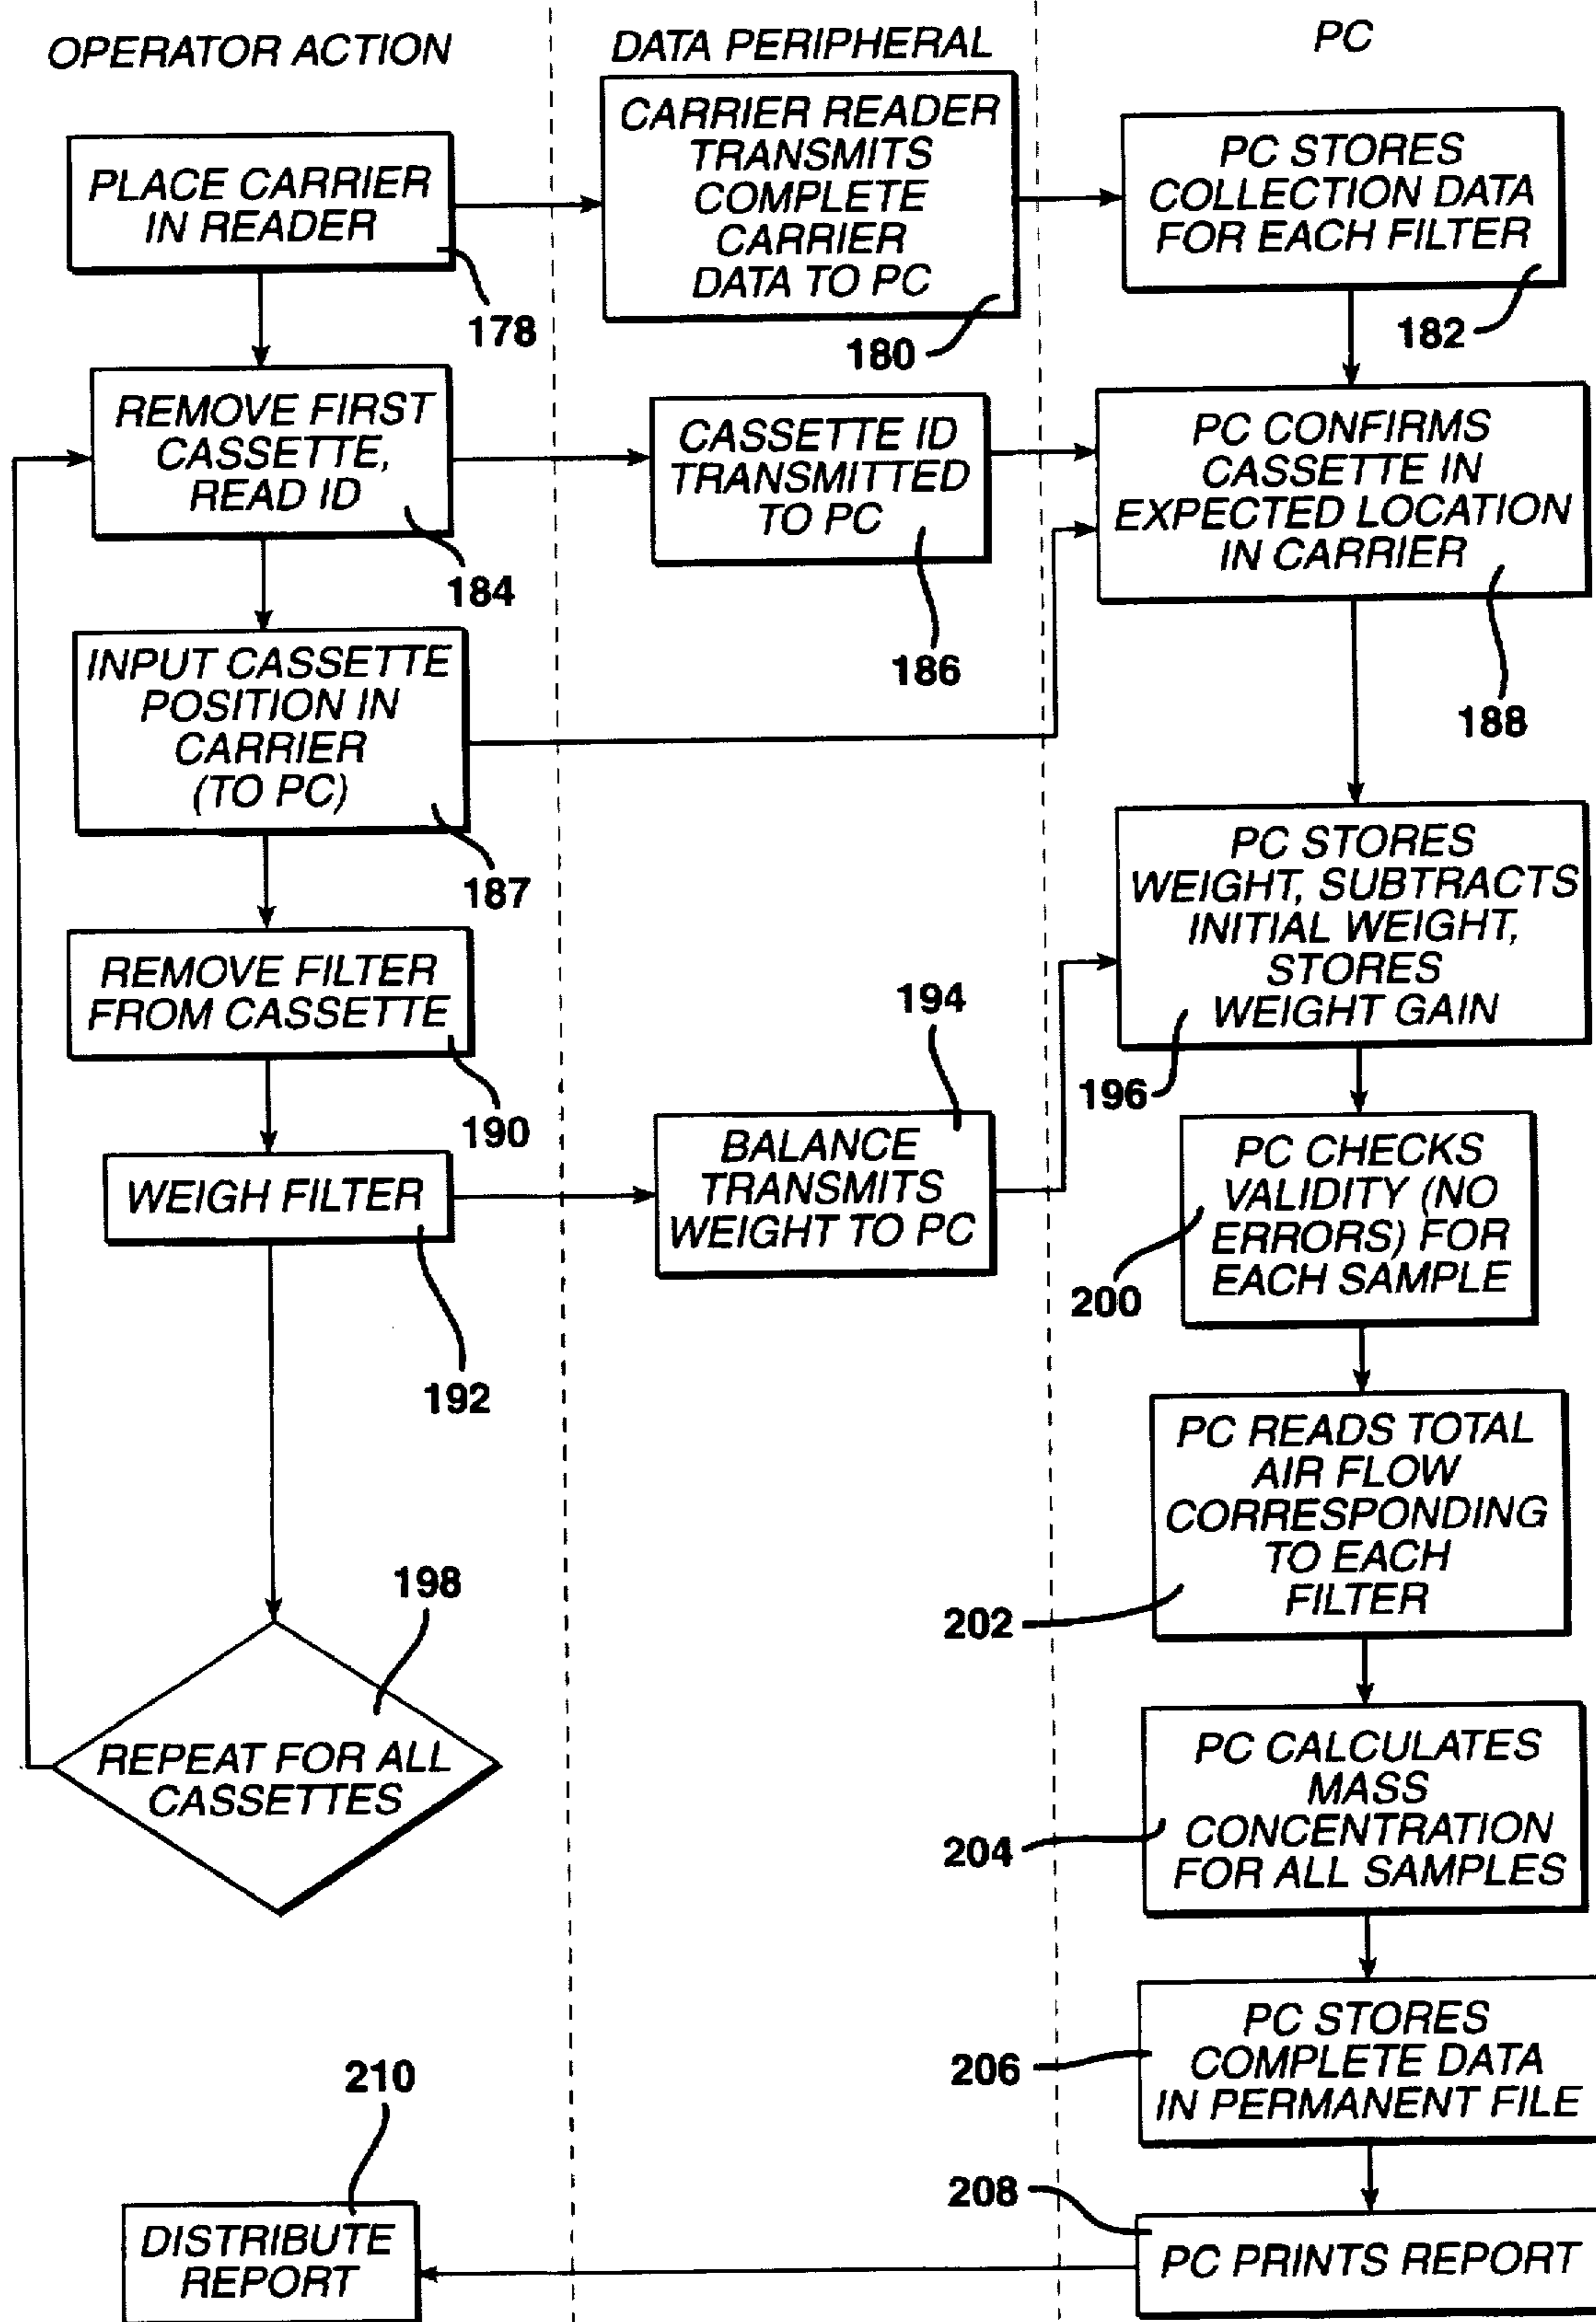 OPERATOR ACTION
DATA PERIPHERAL
PC
PLACE CARRIER
IN READER
178
CARRIER READER
TRANSMITS
COMPLETE
CARRIER
DATA TO PC
180
PC STORES
COLLECTION DATA
FOR EACH FILTER
182
REMOVE FIRST
CASSETTE,
READ ID
184
CASSETTE ID
TRANSMITTED
TO PC
186
PC CONFIRMS
CASSETTE IN
EXPECTED LOCATION
IN CARRIER
188
INPUT CASSETTE
POSITION IN
CARRIER
(TO PC)
187
REMOVE FILTER
FROM CASSETTE
190
WEIGH FILTER
192
194
BALANCE
TRANSMITS
WEIGHT TO PC
PC STORES
WEIGHT, SUBTRACTS
INITIAL WEIGHT,
STORES
WEIGHT GAIN
196
PC CHECKS
VALIDITY (NO
ERRORS) FOR
EACH SAMPLE
200
198
REPEAT FOR ALL
CASSETTES
PC READS TOTAL
AIR FLOW
CORRESPONDING
TO EACH
FILTER
202
PC CALCULATES
MASS
CONCENTRATION
FOR ALL SAMPLES
204
PC STORES
COMPLETE DATA
IN PERMANENT FILE
206
208
PC PRINTS REPORT
210
DISTRIBUTE
REPORT